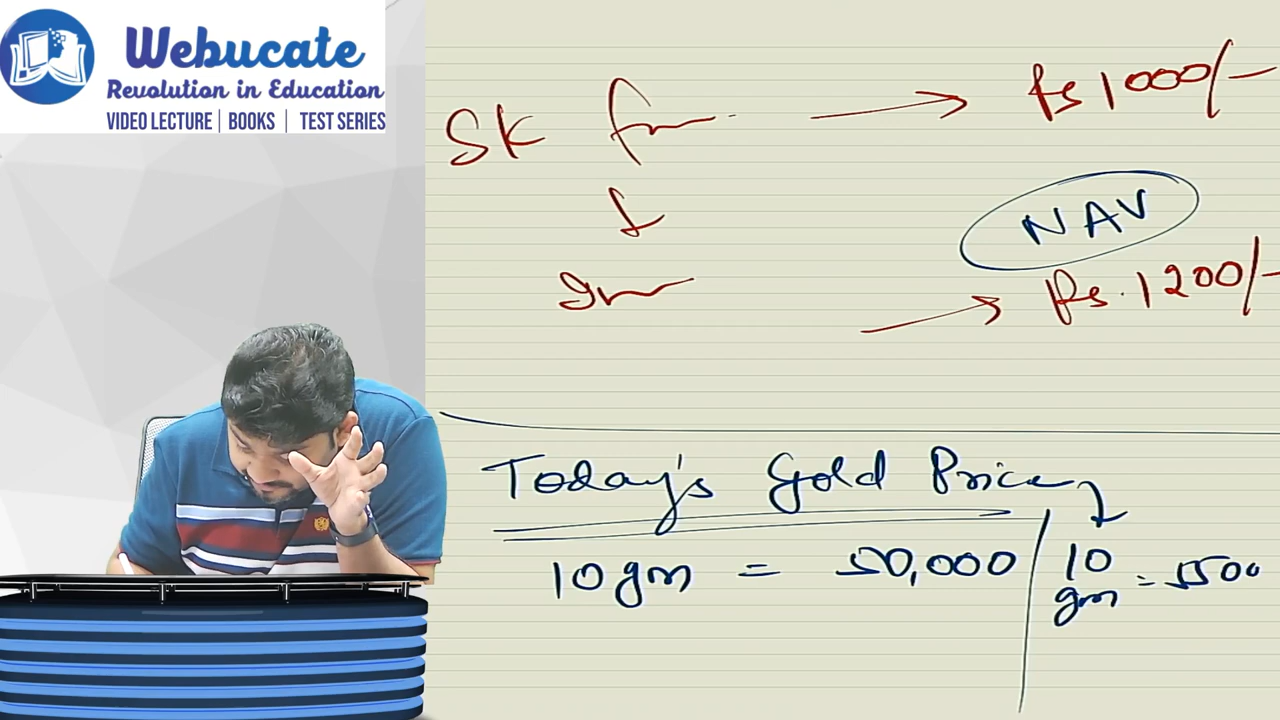 Webucate
Revolution in Education
VIDEO LECTURE | BOOKS | TEST SERIES
SK → Rs 1000/-
NAV
→ Rs. 1200/-
Today's Gold Price
10 gm = 50,000
10 gm = 5500